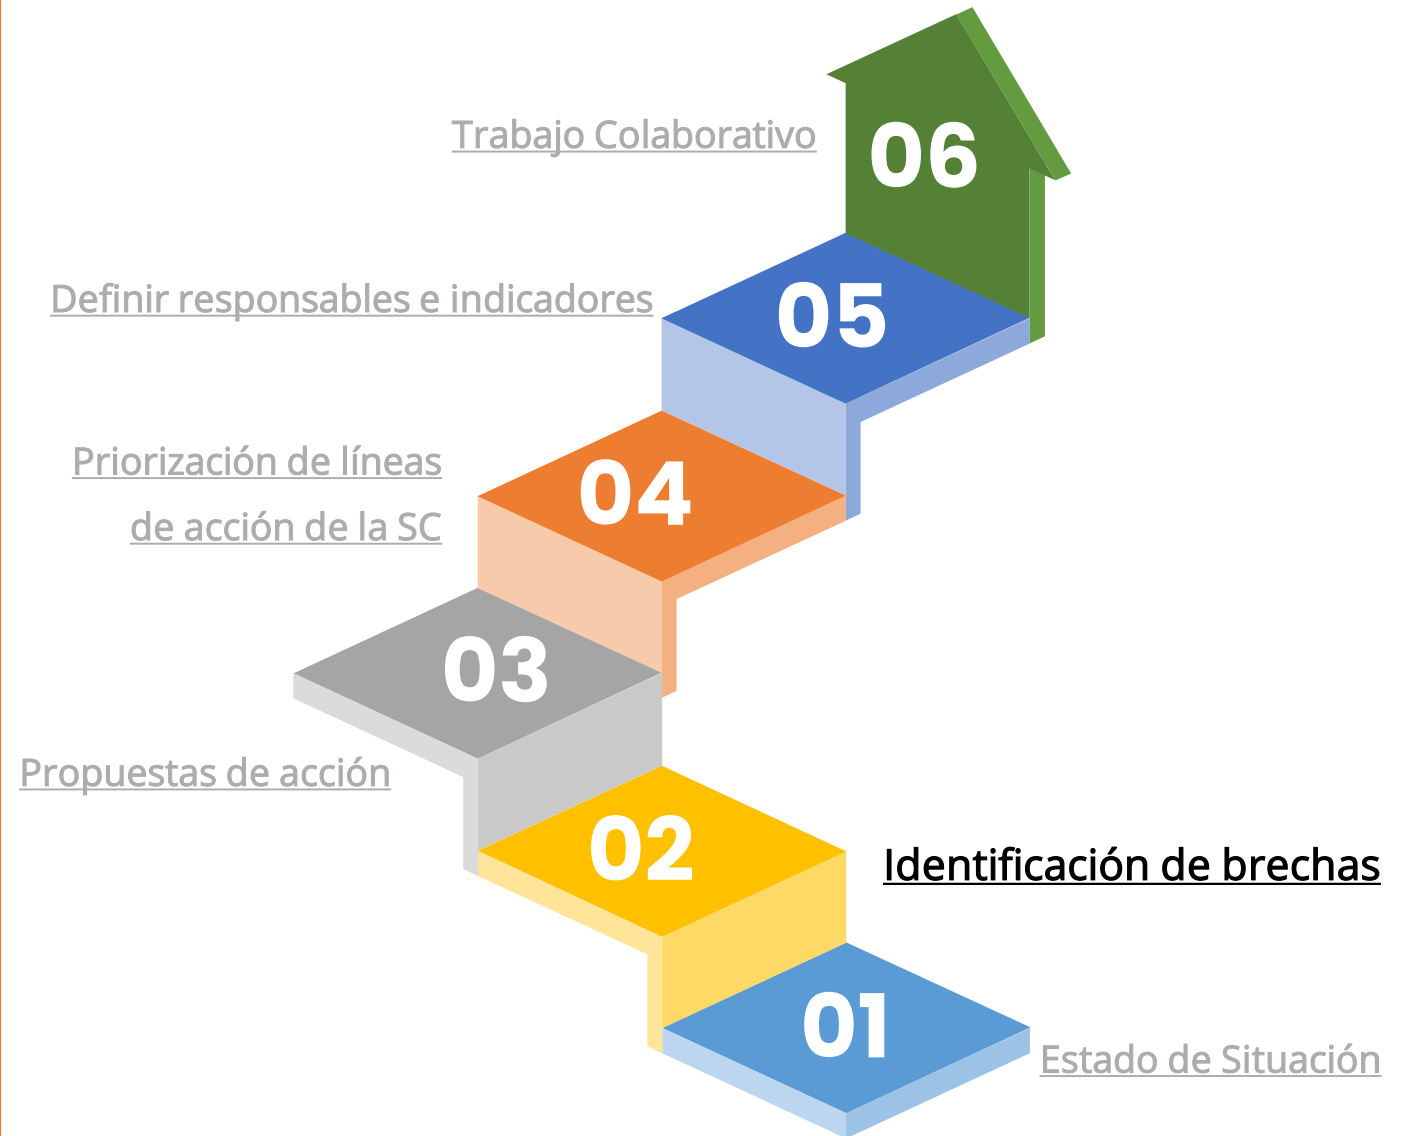 06
Trabajo Colaborativo
05
Definir responsables e indicadores
04
Priorización de líneas
de acción de la SC
03
Propuestas de acción
02
Identificación de brechas
01
Estado de Situación